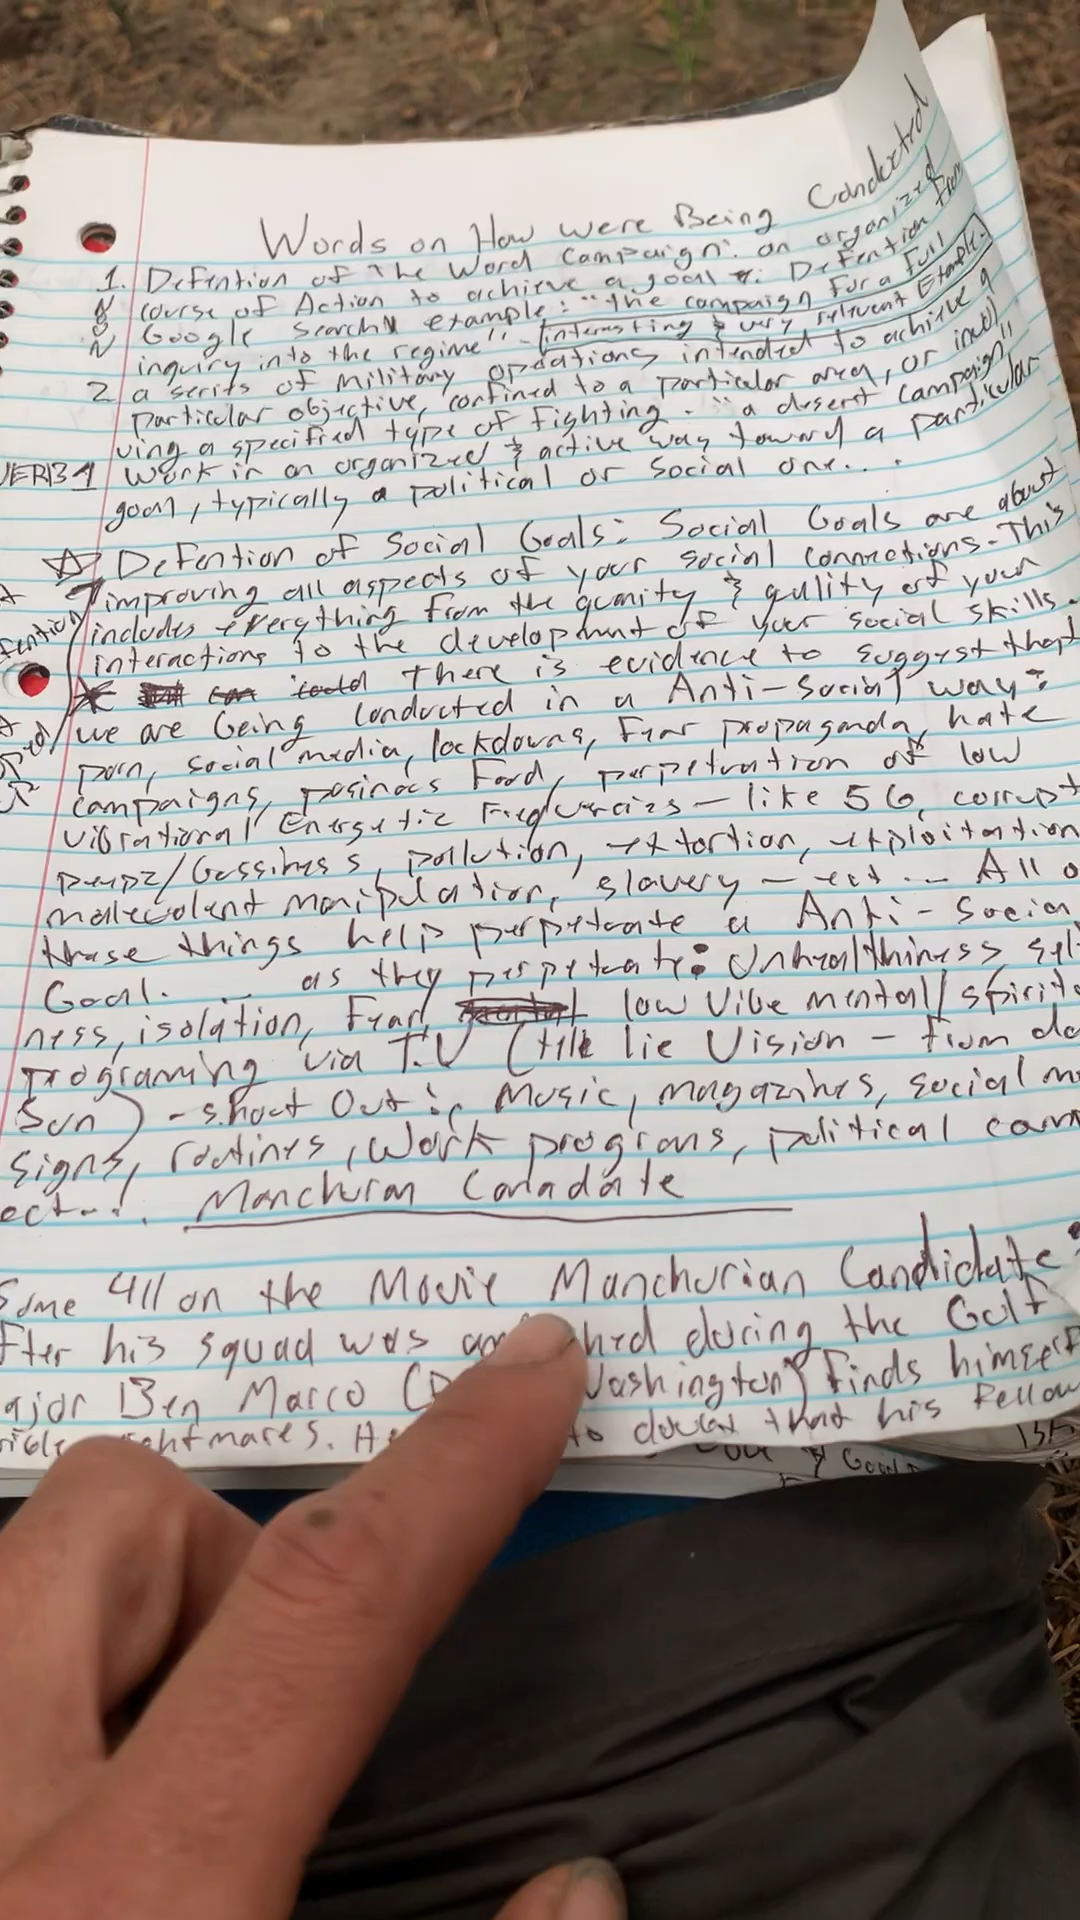 Words on How were Being Conducted
1. Defention of The Word Campaign: an organized
course of Action to achieve a goal. Defention from
Google Search example: "the campaign for a full
inquiry into the regime" - interesting & very relevent Example.
2 a series of military operations intended to achieve a
particular objective, confined to a particular area, or invol
ving a specified type of fighting. "a desert campaign"
VERB 1 Work in an organized & active way toward a particular
goal, typically a political or social one...
Defention of Social Goals: Social Goals are about
improving all aspects of your social connections. This
includes everything from the quanity & qulity of your
interactions to the development of your social skills.
there is evidence to suggest that
we are being conducted in a Anti-Social way:
porn, social media, lockdowns, Fear propaganda, hate
campaigns, posinous Food, perpetuation of low
vibrational Energetic Frequencies - like 5G, corrupt
pollution, extortion, exploitation
malevolent manipulation, slavery - ect ... All o
these things help perpetuate a Anti-Socia
Goal. ... as they perpetuate: Unhealthiness, sel
ness, isolation, Fear, low Vibe mental/spirit
programing via T.V (tell lie Vision - from da
Sun) - shout Out: Music, magazines, social m
signs, routines, work programs, political cam
ect... Manchuran Canadate
Some 411 on the Movie Manchurian Candidate:
fter his squad was during the Gulf
ajor Ben Marco ( Washington) finds himself
nightmares. to doubt that his Fellow